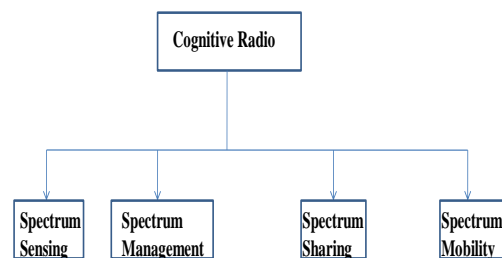 Cognitive Radio
Spectrum
Sensing
Spectrum
Management
Spectrum
Sharing
Spectrum
Mobility